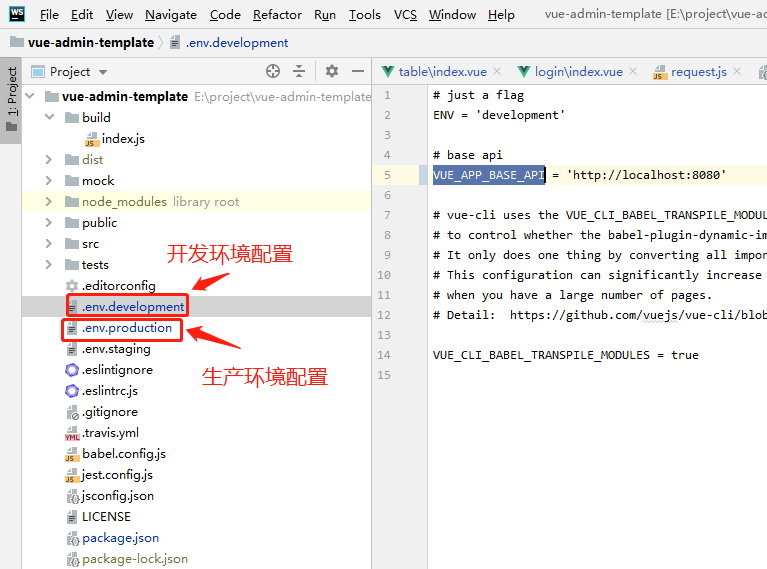 WS File Edit View Navigate Code Refactor Run Tools VCS Window Help vue-admin-template [E:\project\vue-ad
vue-admin-template .env.development
1: Project
Project
table\index.vue login\index.vue request.js
vue-admin-template E:\project\vue-admin-template
build
index.js
dist
mock
node_modules library root
public
src
tests
开发环境配置
.editorconfig
.env.development
.env.production
.env.staging
生产环境配置
.eslintignore
.eslintrc.js
.gitignore
YML .travis.yml
JS babel.config.js
JS jest.config.js
jsconfig.json
LICENSE
package.json
package-lock.json
1 # just a flag
2 ENV = 'development'
3
4 # base api
5 VUE_APP_BASE_API = 'http://localhost:8080'
6
7 # vue-cli uses the VUE_CLI_BABEL_TRANSPILE_MODUL
8 # to control whether the babel-plugin-dynamic-im
9 # It only does one thing by converting all impor
10 # This configuration can significantly increase
11 # when you have a large number of pages.
12 # Detail: https://github.com/vuejs/vue-cli/blob
13
14 VUE_CLI_BABEL_TRANSPILE_MODULES = true
15